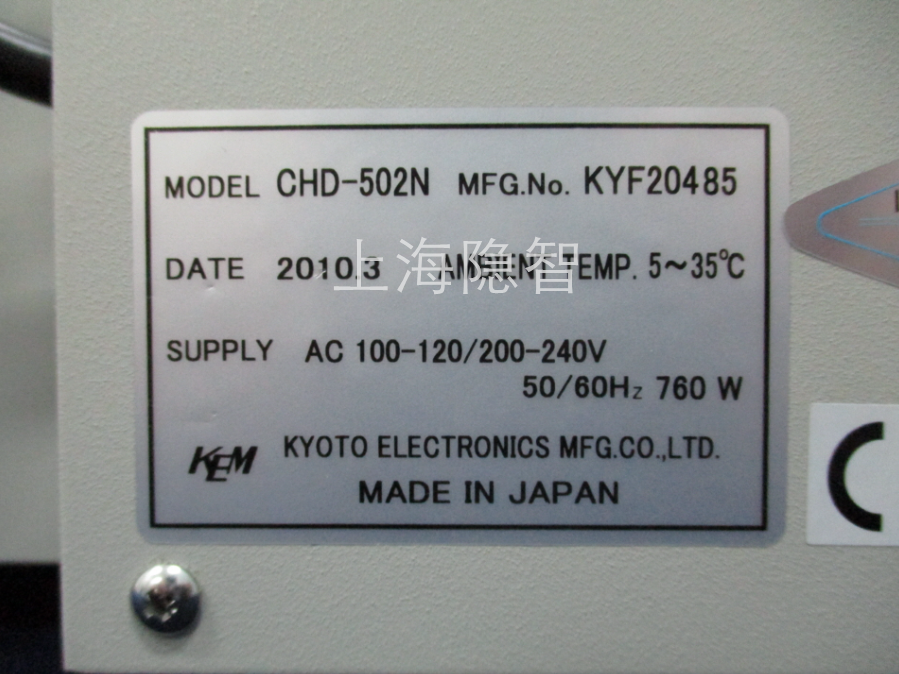 MODEL CHD-502N MFG.No. KYF20485
DATE 2010.3 AMBIENT TEMP. 5~35℃
上海隐智
SUPPLY AC 100-120/200-240V
50/60Hz 760 W
KEM KYOTO ELECTRONICS MFG.CO.,LTD.
MADE IN JAPAN